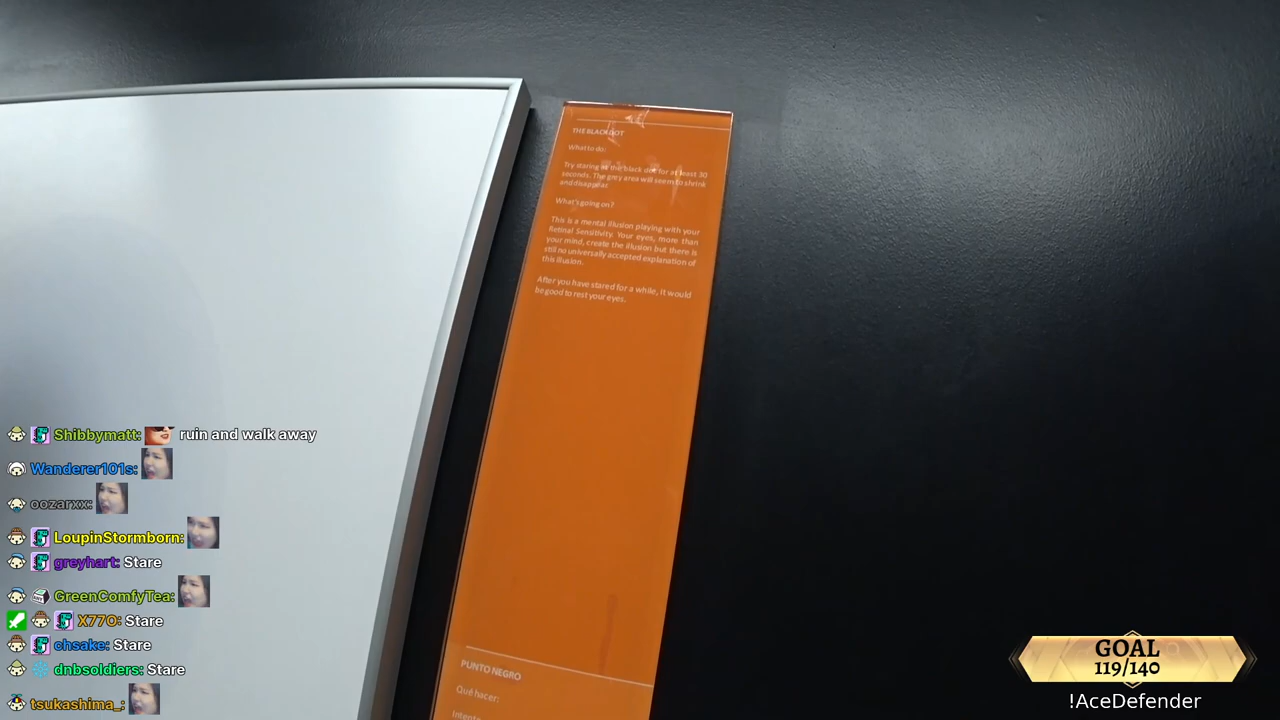 THE BLACK DOT
What to do:
Try staring at the black dot for at least 30
seconds. The grey area will seem to shrink
and disappear.
What's going on?
This is a mental illusion playing with your
Retinal Sensitivity. Your eyes, more than
your mind, create the illusion but there is
still no universally accepted explanation of
this illusion.
After you have stared for a while, it would
be good to rest your eyes.
PUNTO NEGRO
Qué hacer:
Shibbymatt: ruin and walk away
Wanderer101s:
oozarxx:
LoupinStormborn:
greyhart: Stare
GreenComfyTea:
X77O: Stare
ohsake: Stare
dnbsoldiers: Stare
tsukashima_:
GOAL
119/140
!AceDefender